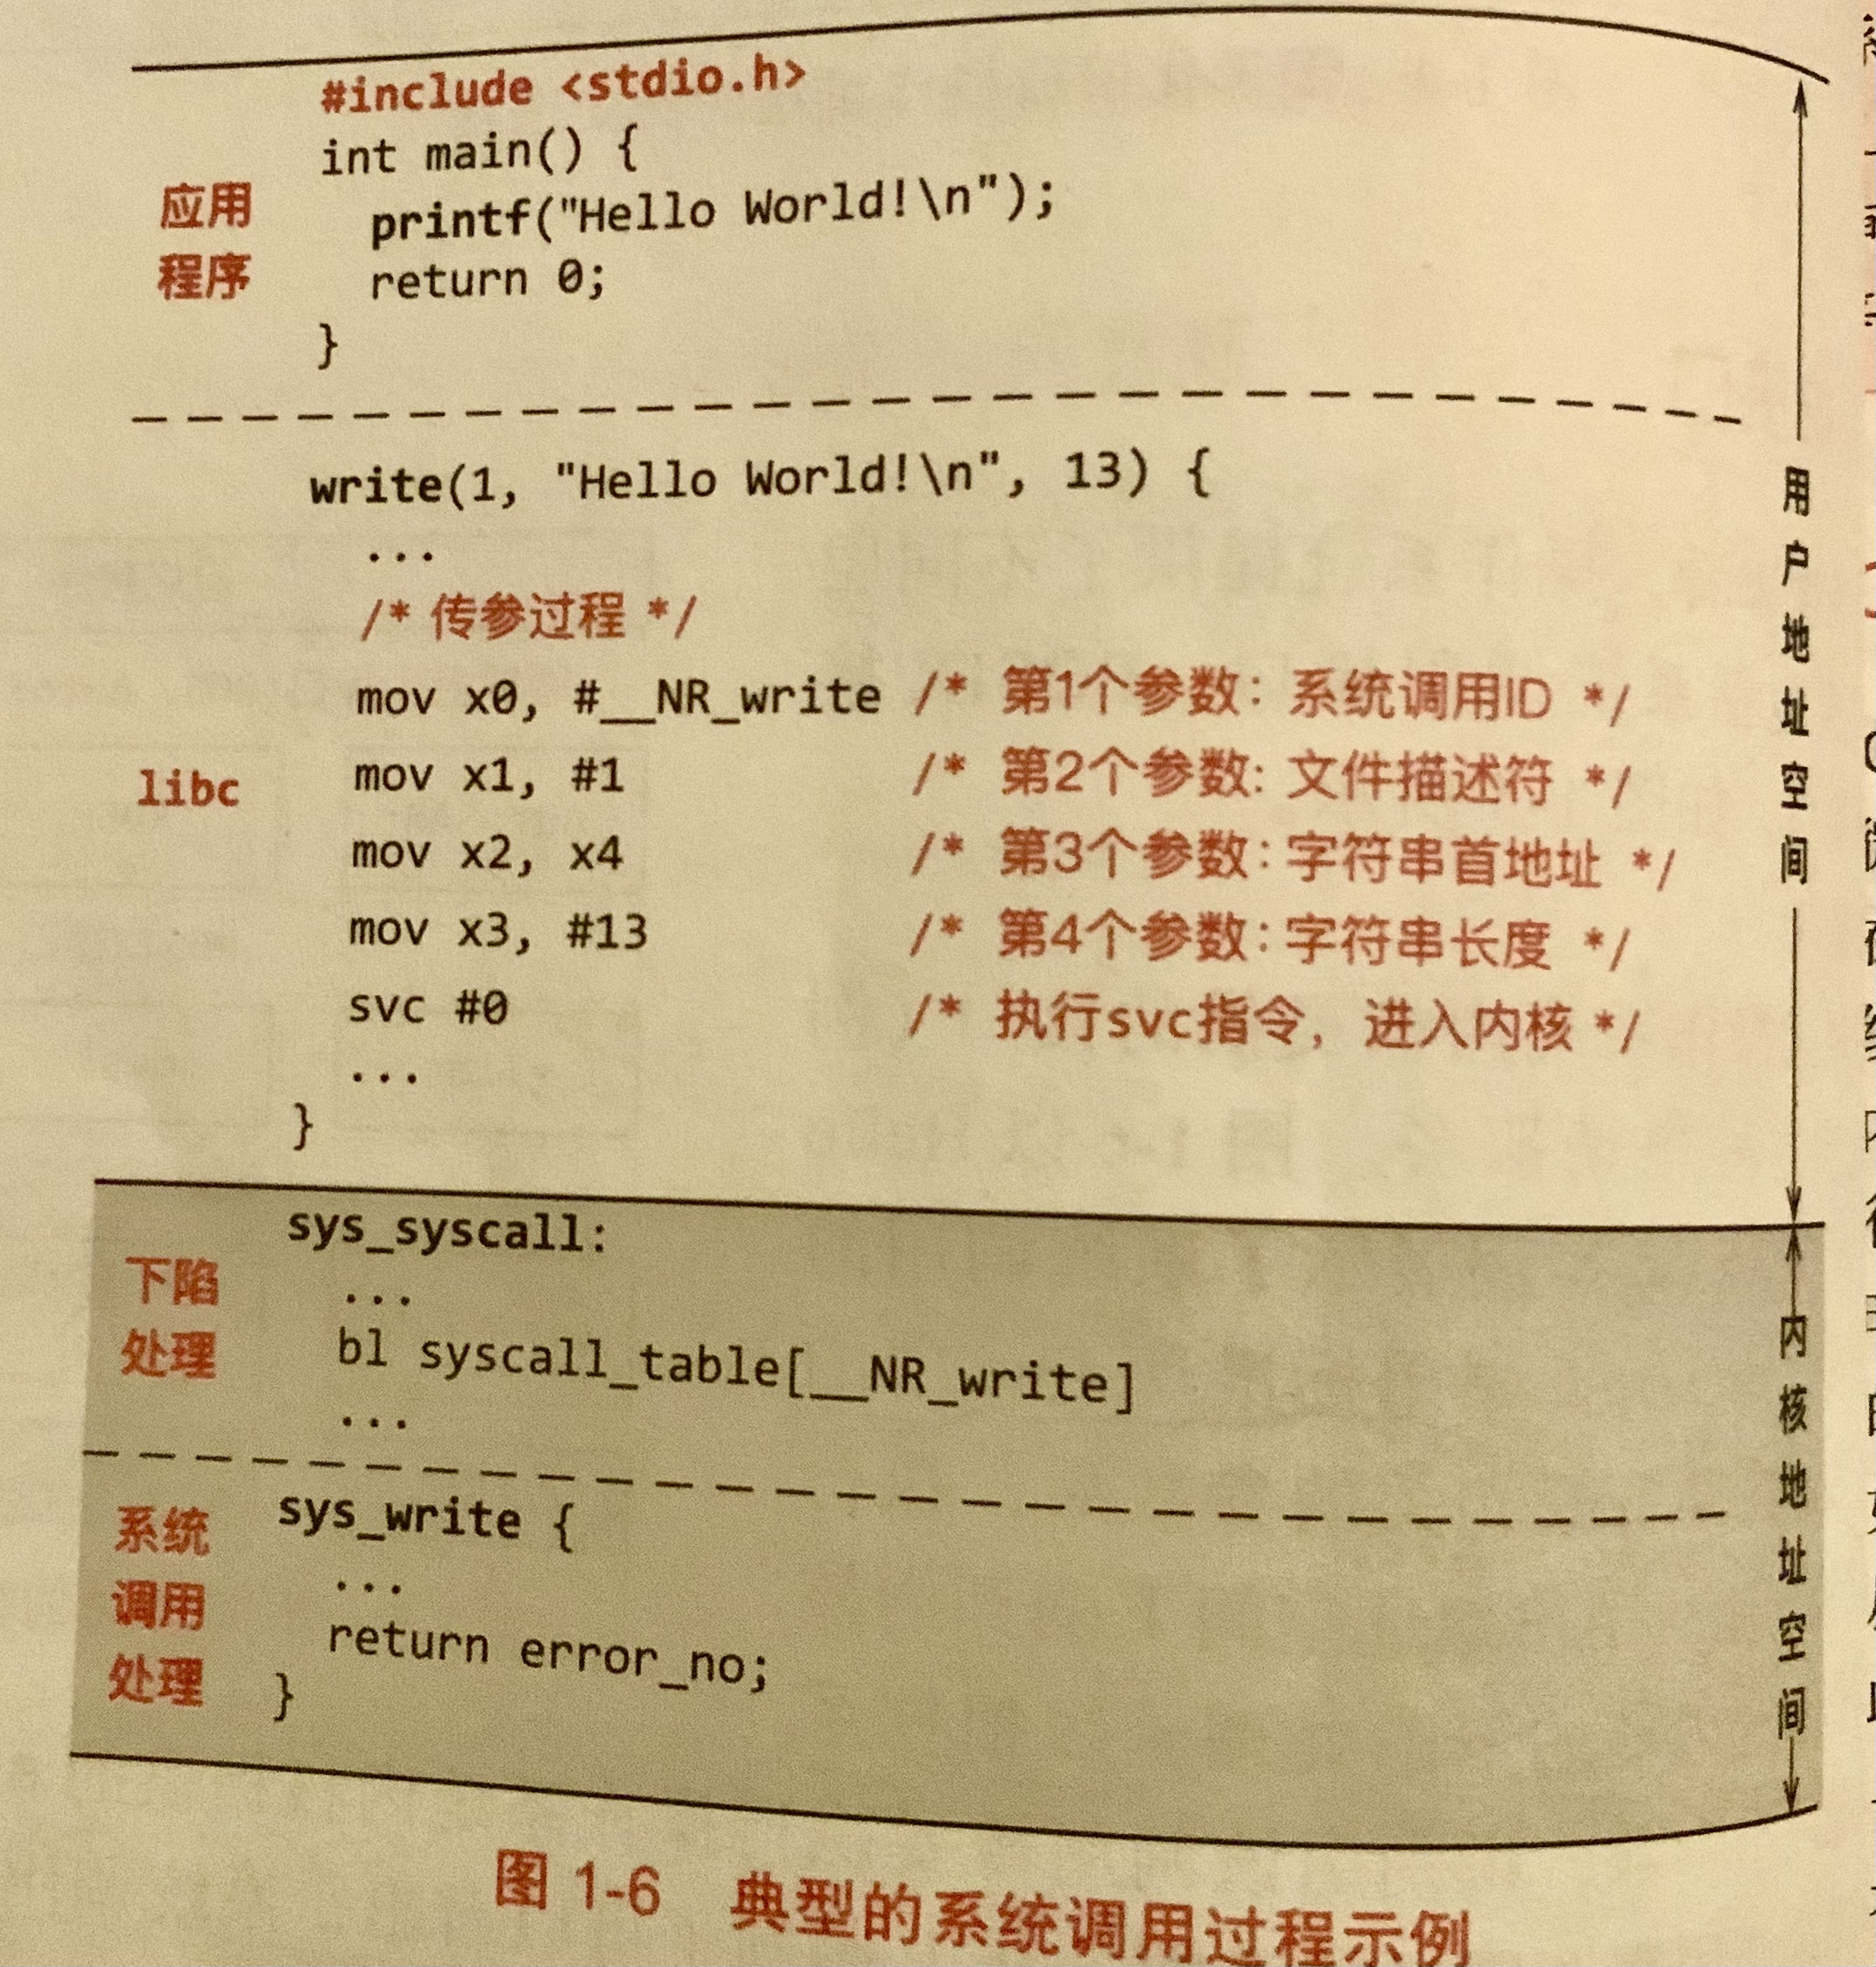 #include <stdio.h>
int main() {
应用
printf("Hello World!\n");
程序
return 0;
}
write(1, "Hello World!\n", 13) {
...
/* 传参过程 */
mov x0, #__NR_write /* 第1个参数：系统调用ID */
libc
mov x1, #1 /* 第2个参数：文件描述符 */
mov x2, x4 /* 第3个参数：字符串首地址 */
mov x3, #13 /* 第4个参数：字符串长度 */
svc #0 /* 执行svc指令，进入内核 */
...
}
用户地址空间
sys_syscall:
下陷
...
处理
bl syscall_table[__NR_write]
...
系统
sys_write {
调用
...
处理
return error_no;
}
内核地址空间
图 1-6 典型的系统调用过程示例